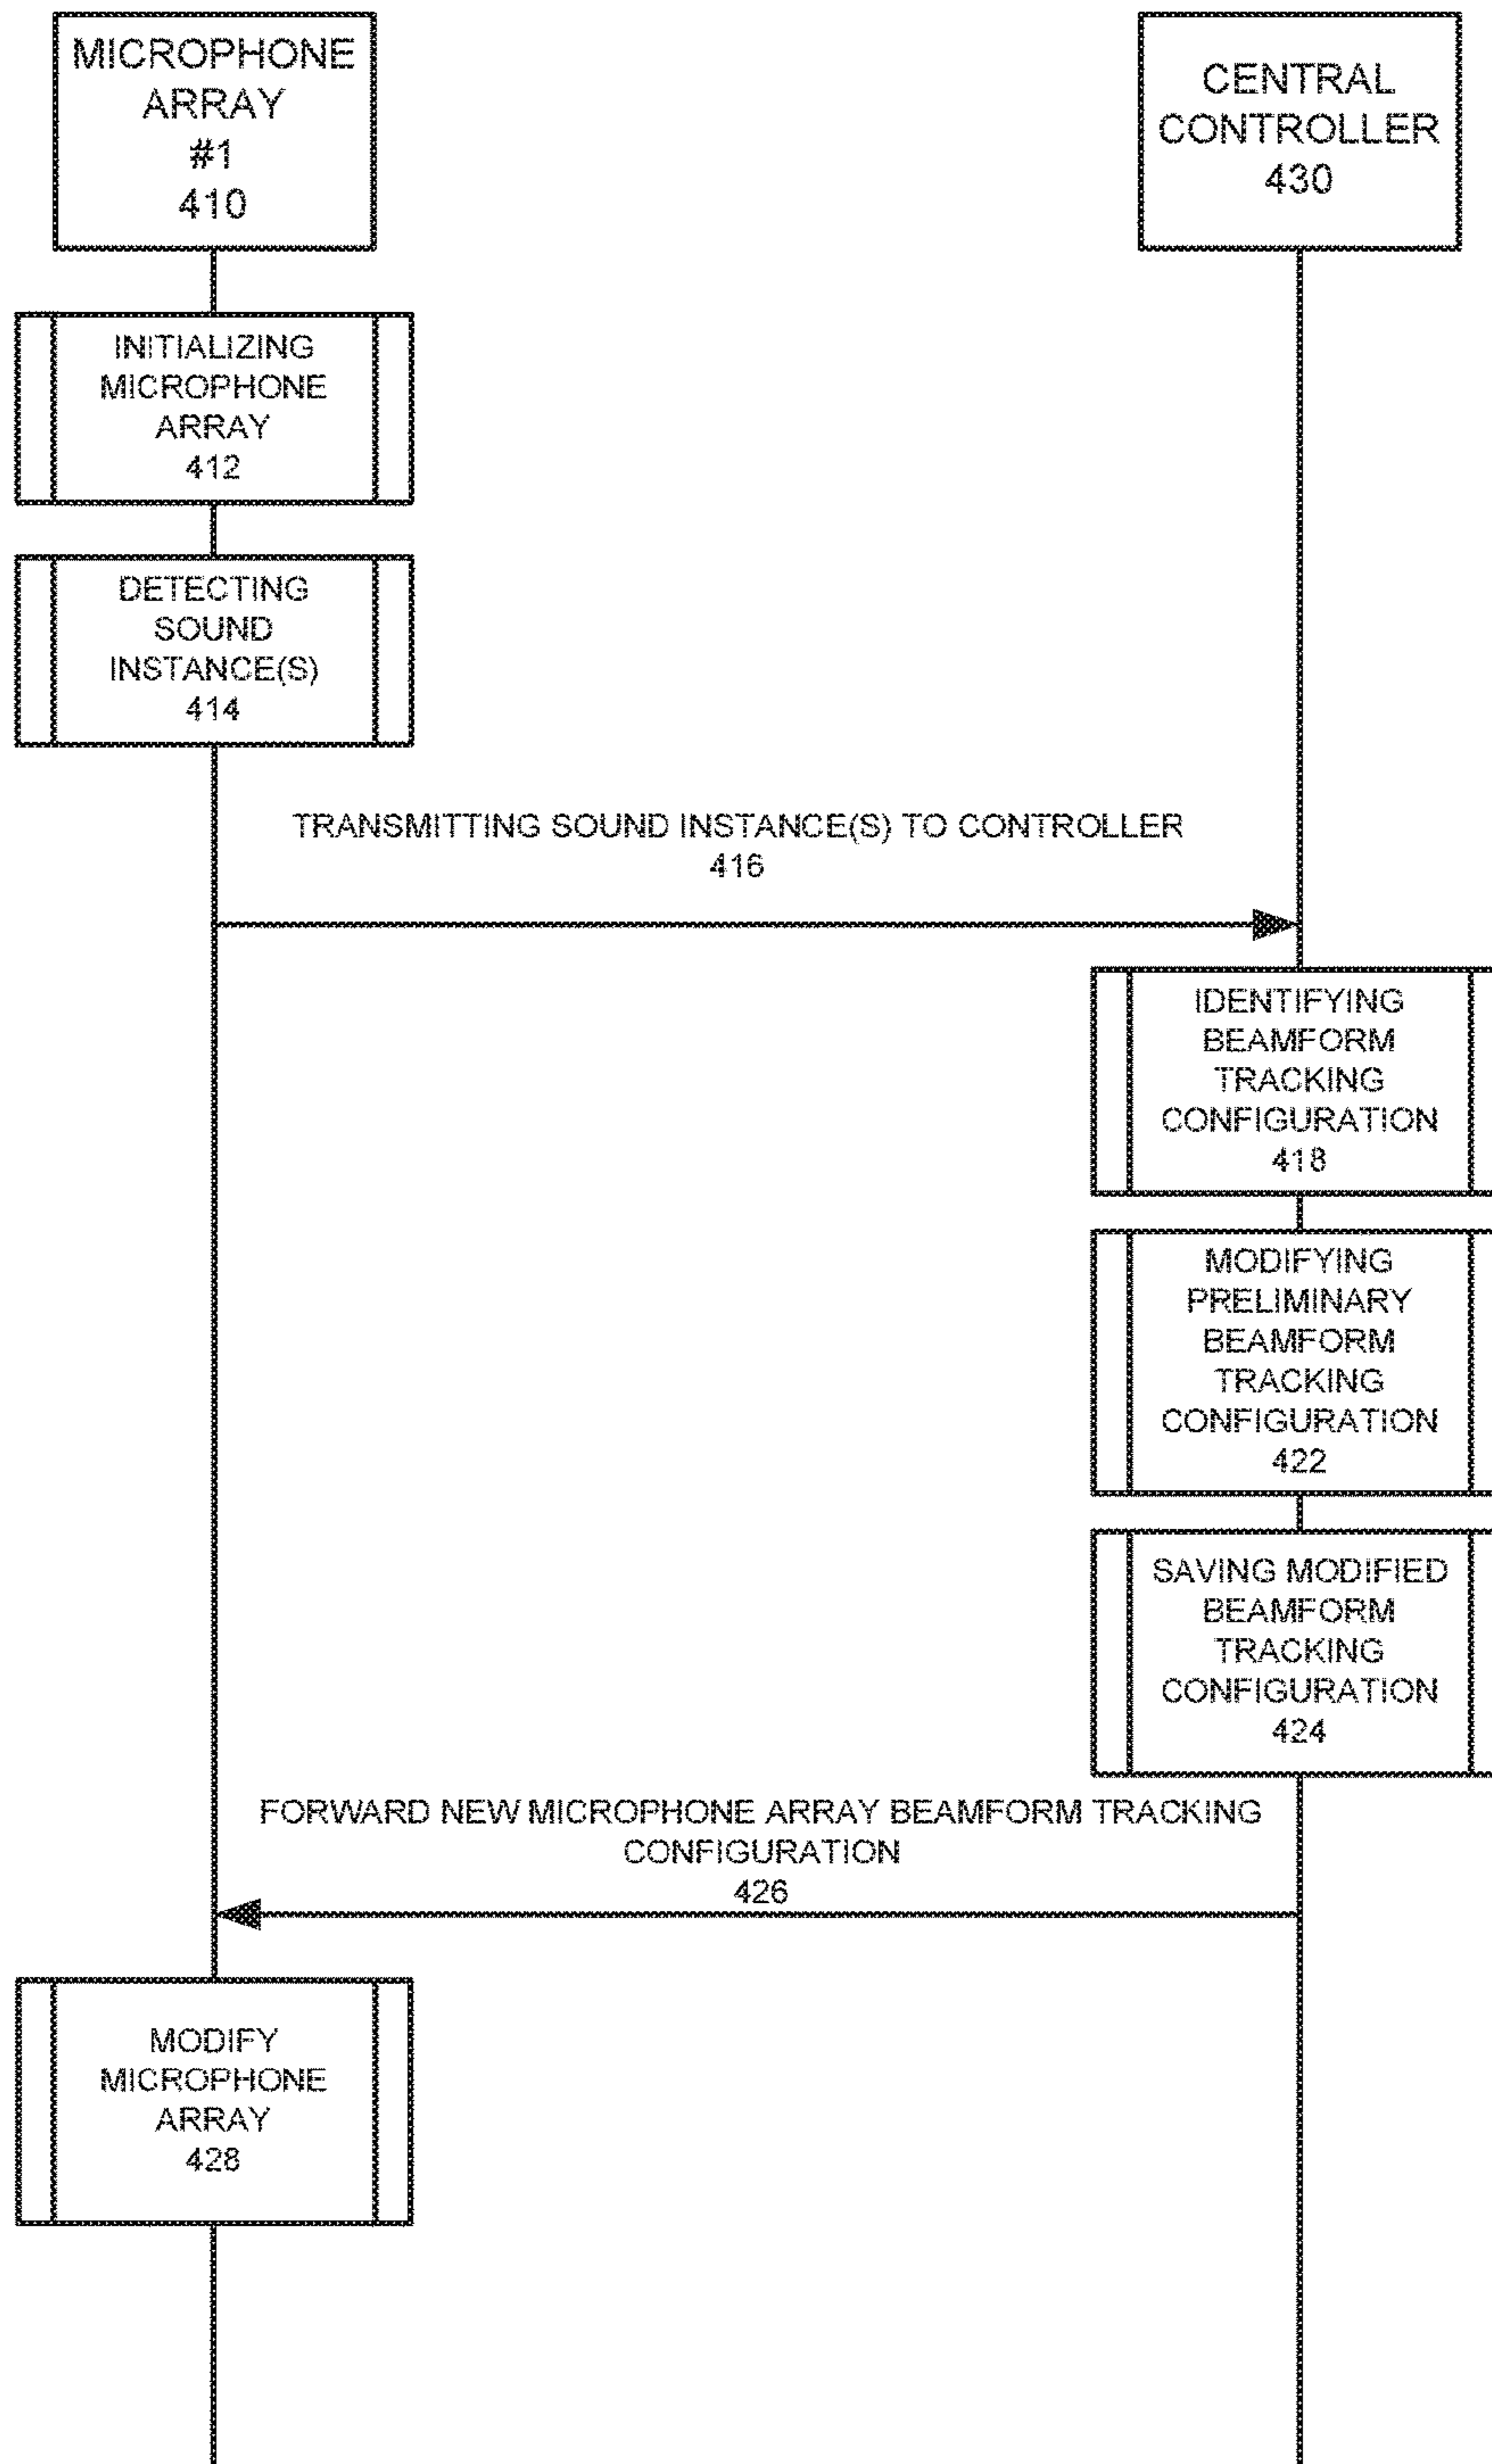 MICROPHONE
ARRAY
#1
410
CENTRAL
CONTROLLER
430
INITIALIZING
MICROPHONE
ARRAY
412
DETECTING
SOUND
INSTANCE(S)
414
TRANSMITTING SOUND INSTANCE(S) TO CONTROLLER
416
IDENTIFYING
BEAMFORM
TRACKING
CONFIGURATION
418
MODIFYING
PRELIMINARY
BEAMFORM
TRACKING
CONFIGURATION
422
SAVING MODIFIED
BEAMFORM
TRACKING
CONFIGURATION
424
FORWARD NEW MICROPHONE ARRAY BEAMFORM TRACKING
CONFIGURATION
426
MODIFY
MICROPHONE
ARRAY
428